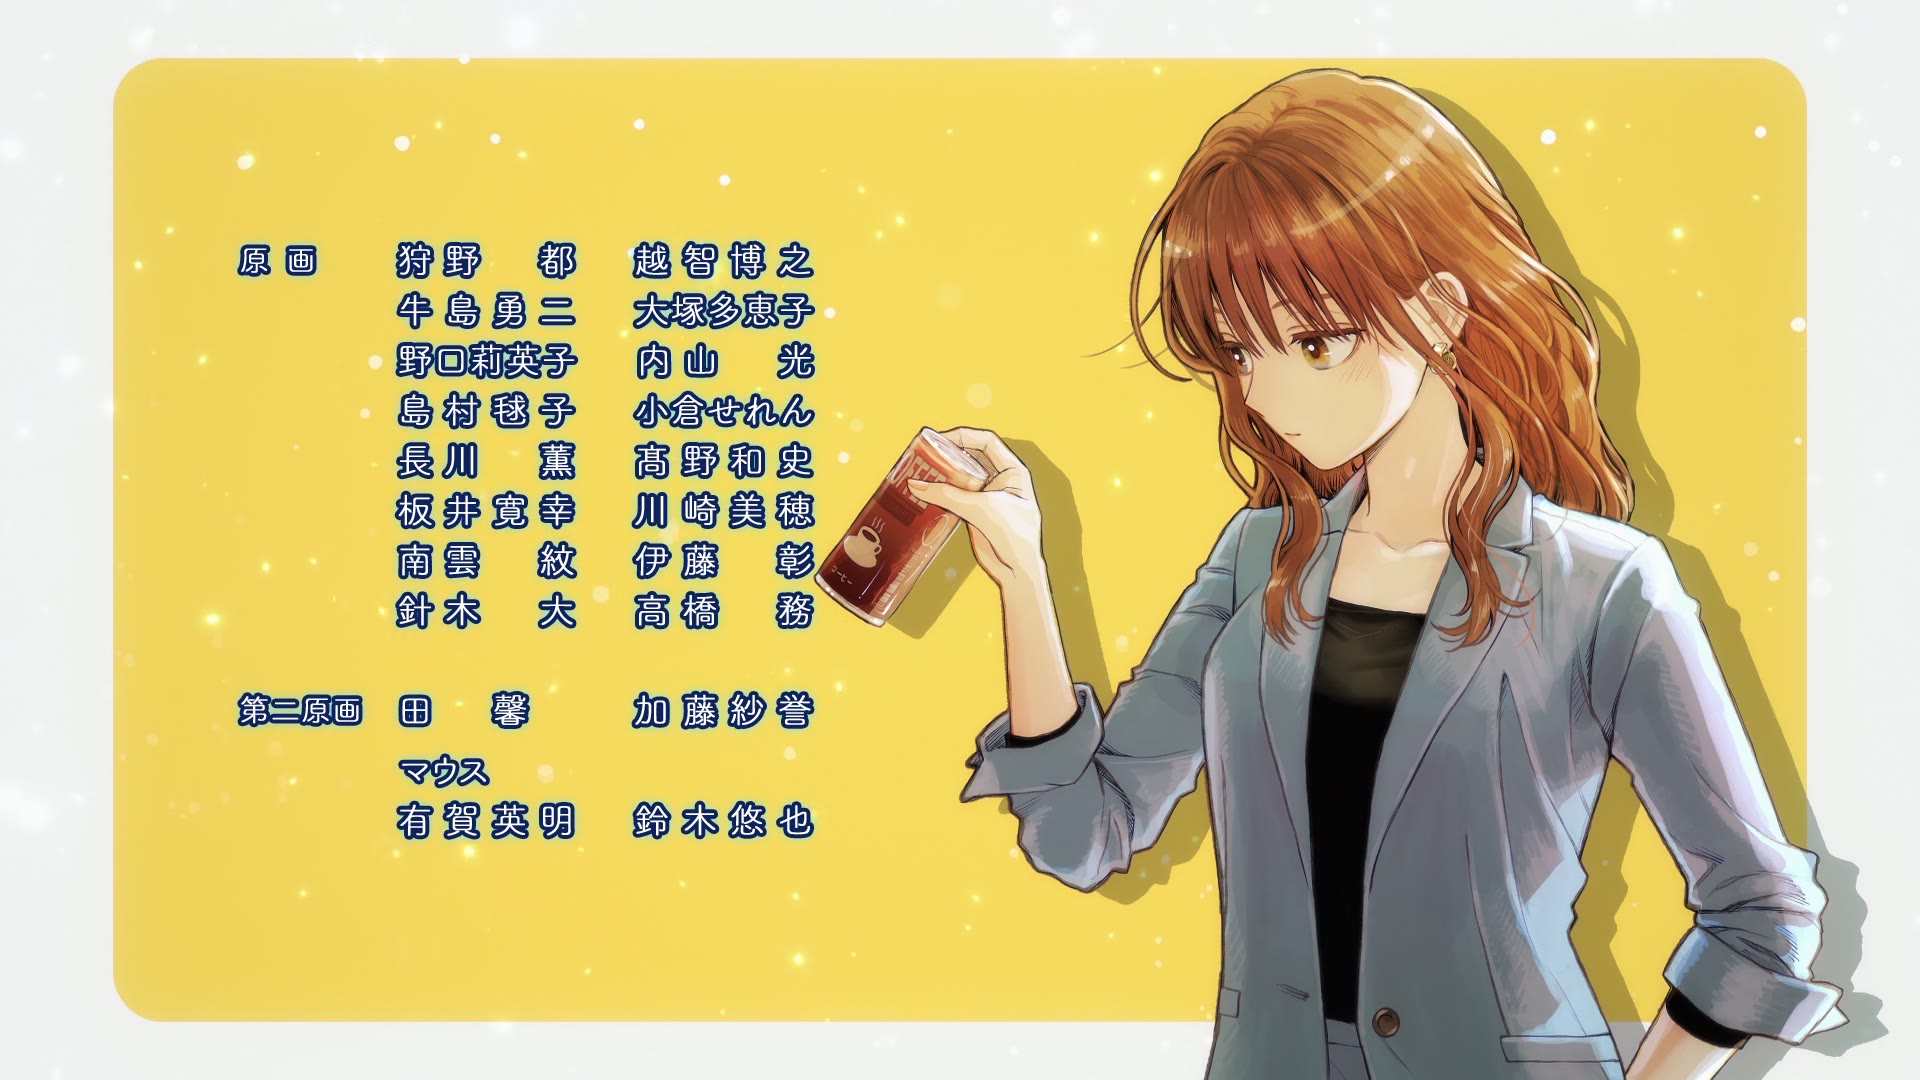 原画 狩野 都 越智博之
牛島勇二 大塚多恵子
野口莉英子 内山 光
島村毬子 小倉せれん
長川 薫 髙野和史
板井寛幸 川崎美穂
南雲 紋 伊藤 彰
針木 大 高橋 務
第二原画 田 馨 加藤紗誉
マウス
有賀英明 鈴木悠也
コーヒー